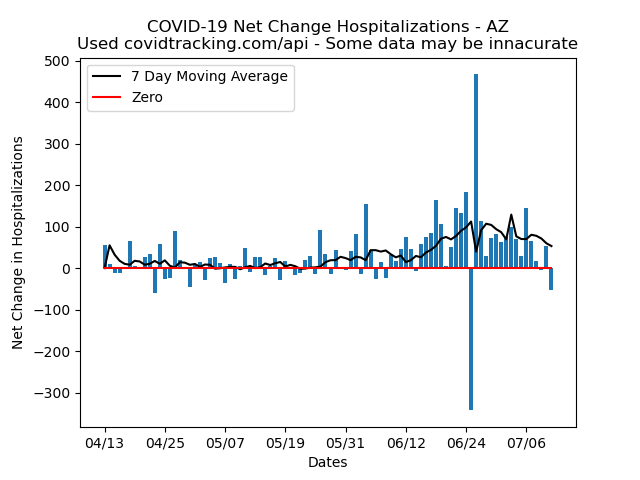 COVID-19 Net Change Hospitalizations - AZ
Used covidtracking.com/api - Some data may be innacurate
7 Day Moving Average
Zero
Net Change in Hospitalizations
500
400
300
200
100
0
−100
−200
−300
04/13 04/25 05/07 05/19 05/31 06/12 06/24 07/06
Dates